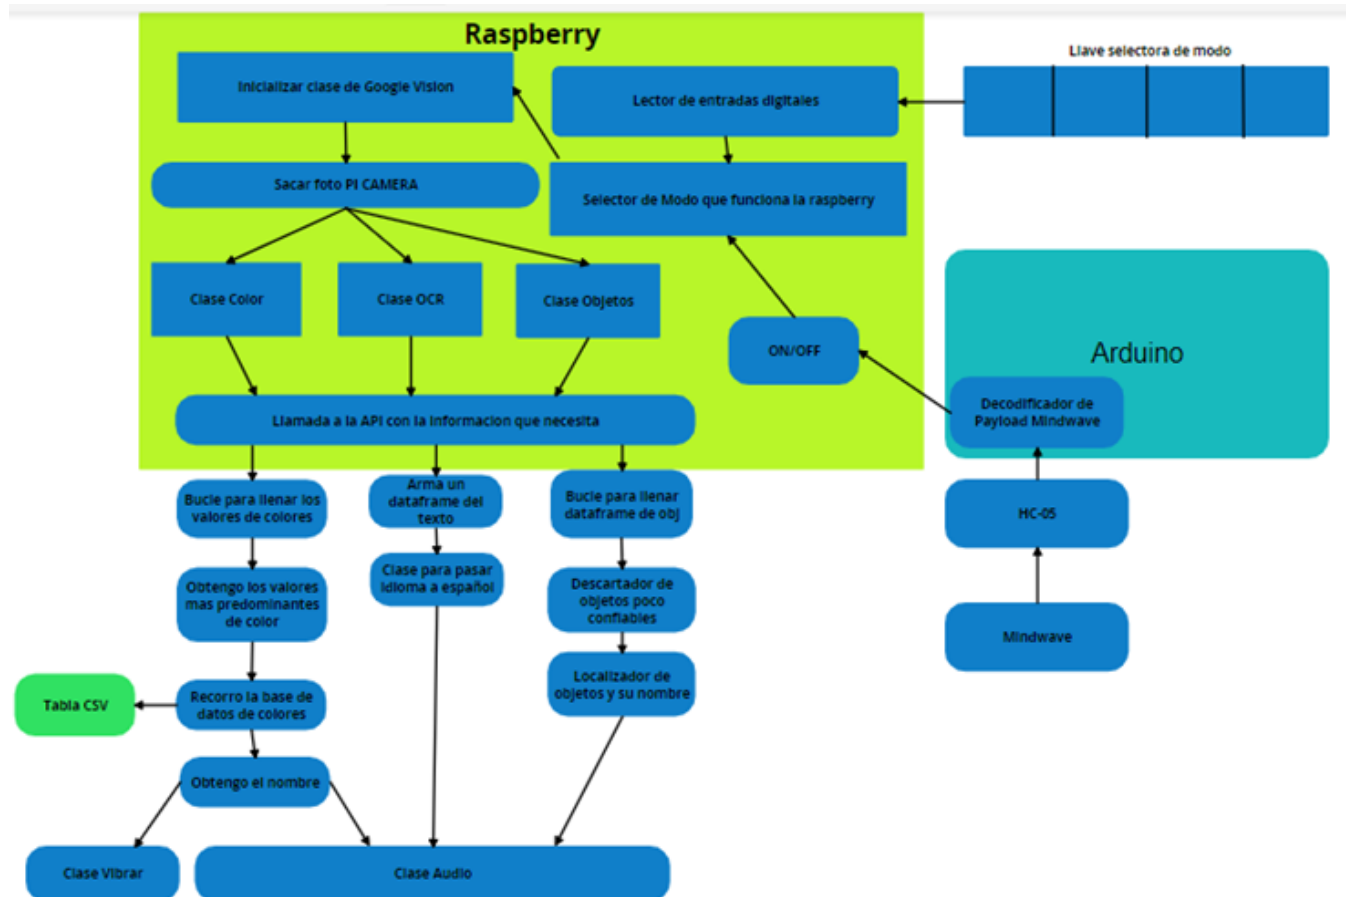 Raspberry
Llave selectora de modo
Inicializar clase de Google Vision
Lector de entradas digitales
Sacar foto PI CAMERA
Selector de Modo que funciona la raspberry
Clase Color
Clase OCR
Clase Objetos
ON/OFF
Arduino
Decodificador de
Payload Mindwave
Llamada a la API con la informacion que necesita
HC-05
Mindwave
Bucle para llenar los
valores de colores
Arma un
dataframe del
texto
Bucle para llenar
dataframe de obj
Obtengo los valores
mas predominantes
de color
Clase para pasar
idioma a español
Descartador de
objetos poco
confiables
Tabla CSV
Recorro la base de
datos de colores
Localizador de
objetos y su nombre
Obtengo el nombre
Clase Vibrar
Clase Audio